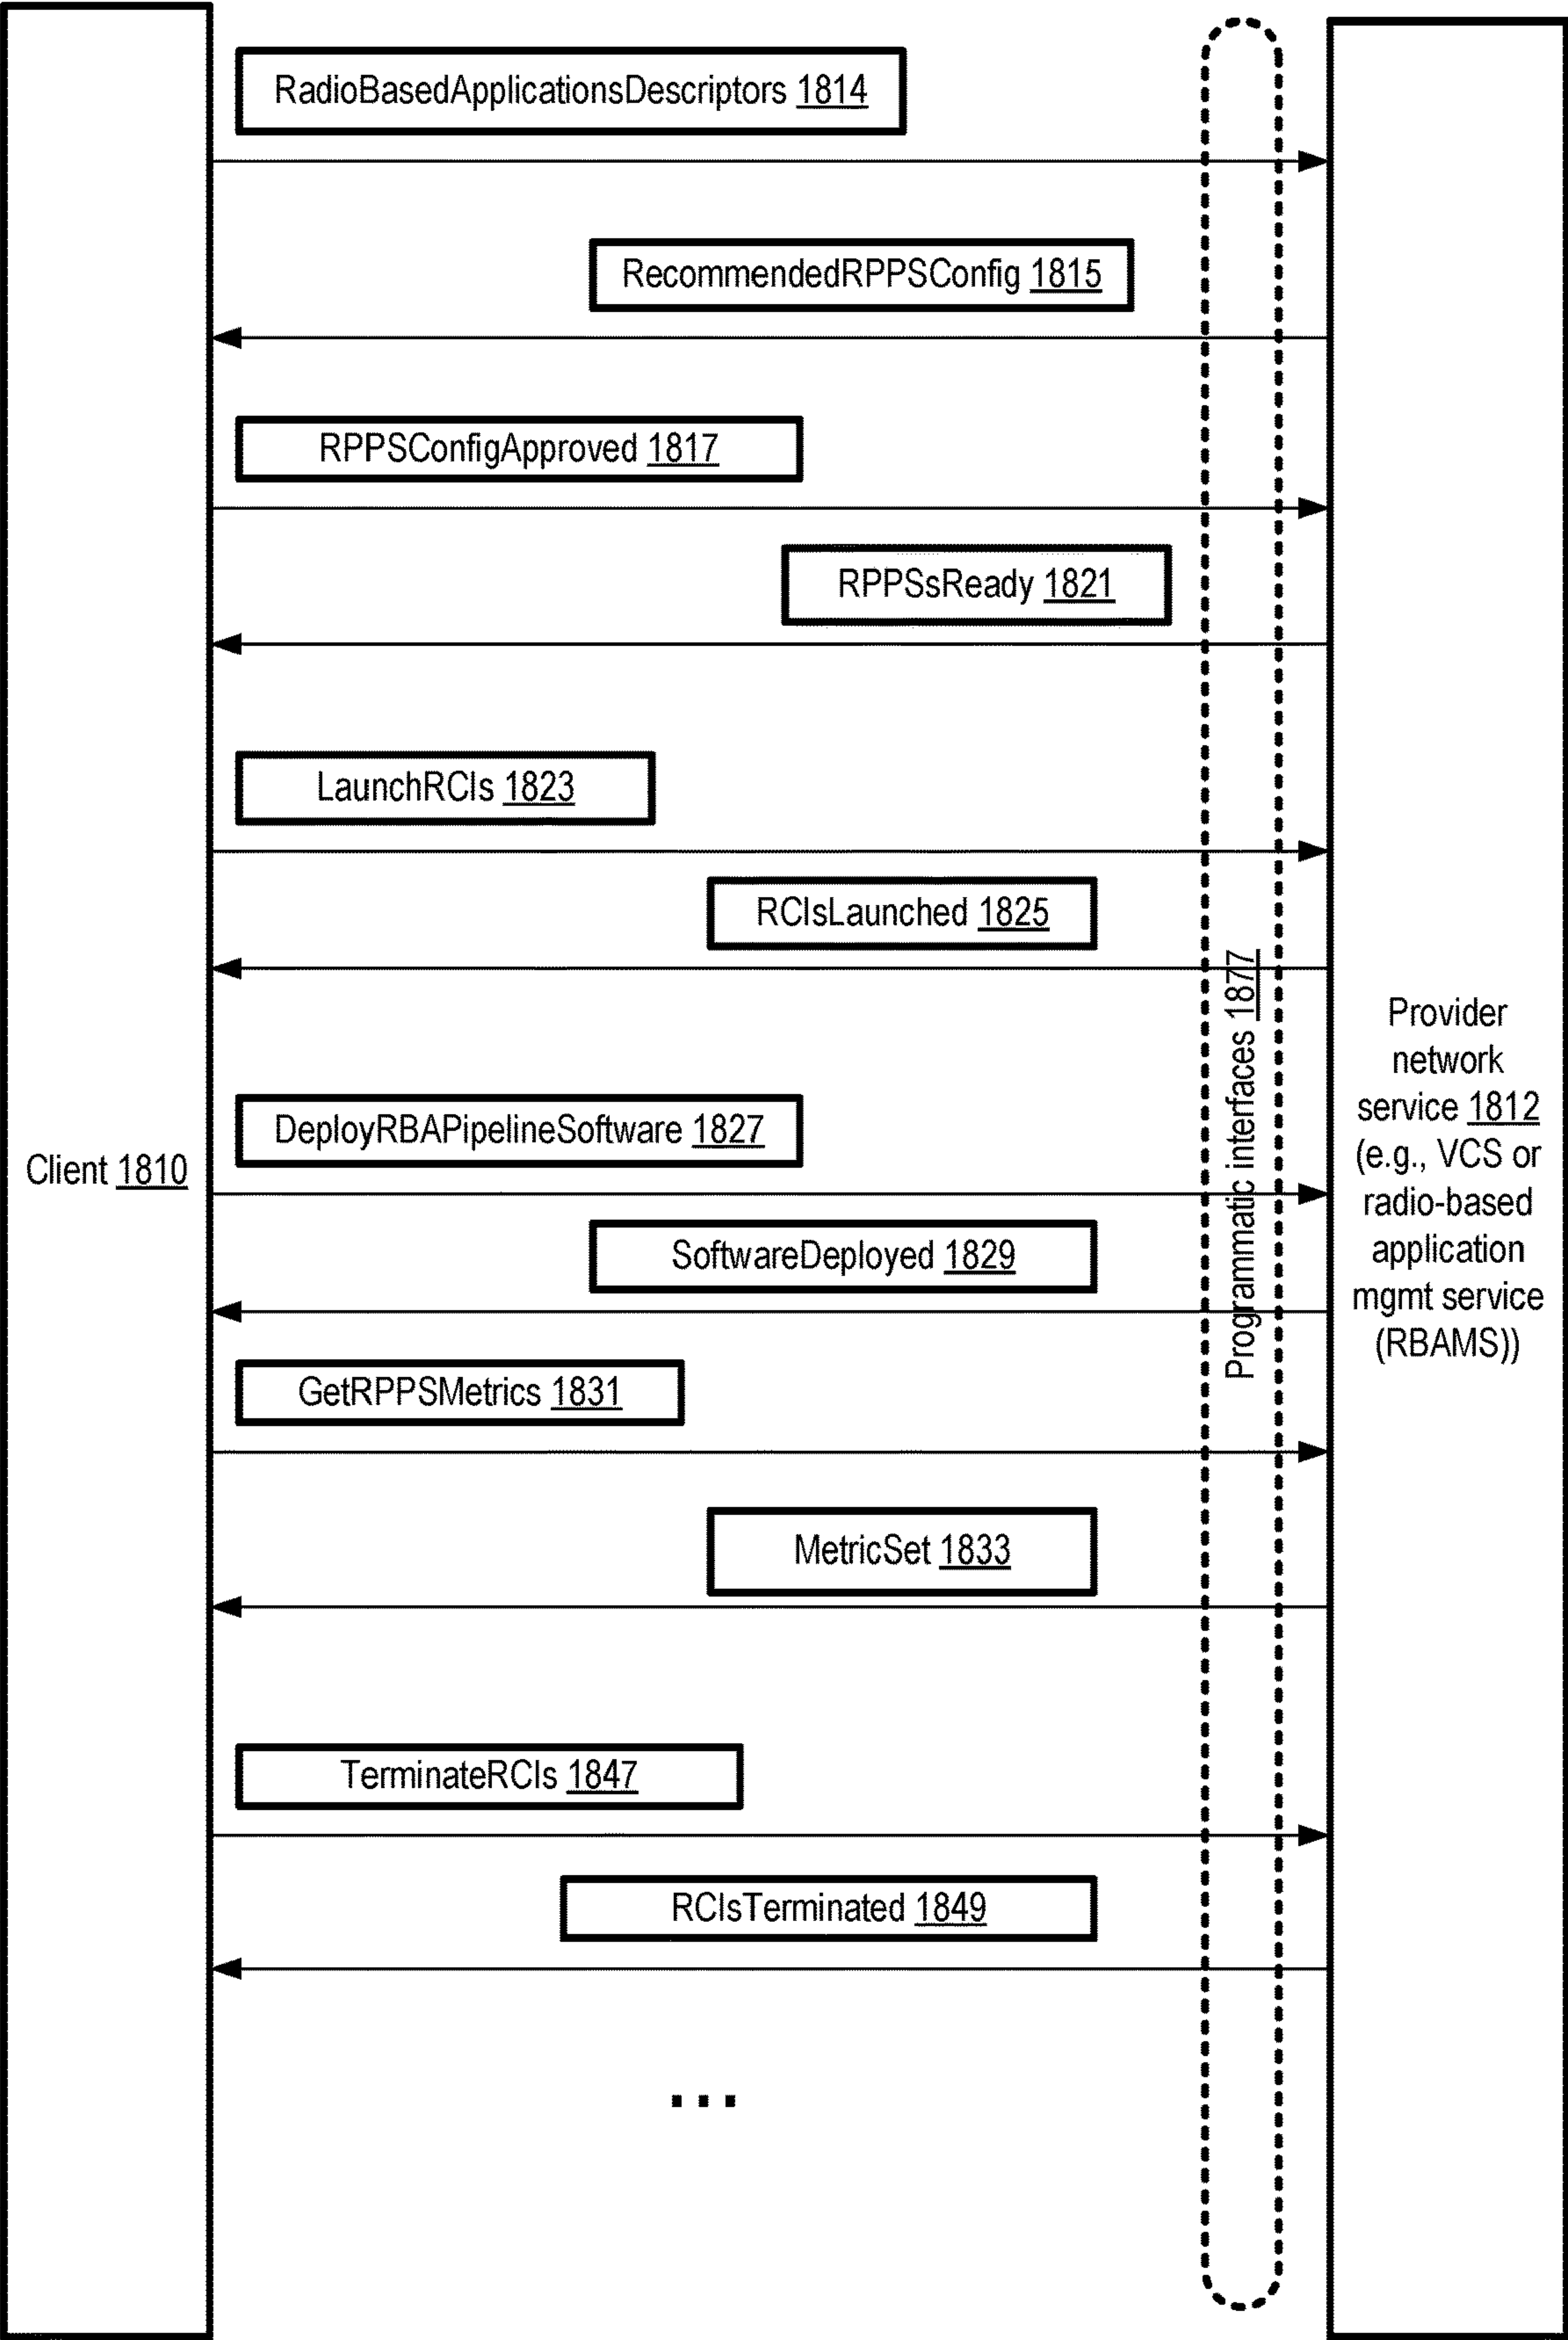 RadioBasedApplicationsDescriptors 1814
RecommendedRPPSConfig 1815
RPPSConfigApproved 1817
RPPSsReady 1821
LaunchRCIs 1823
RCIsLaunched 1825
DeployRBAPipelineSoftware 1827
Client 1810
SoftwareDeployed 1829
GetRPPSMetrics 1831
MetricSet 1833
TerminateRCIs 1847
RCIsTerminated 1849
...
Programmatic interfaces 1877
Provider
network
service 1812
(e.g., VCS or
radio-based
application
mgmt service
(RBAMS))